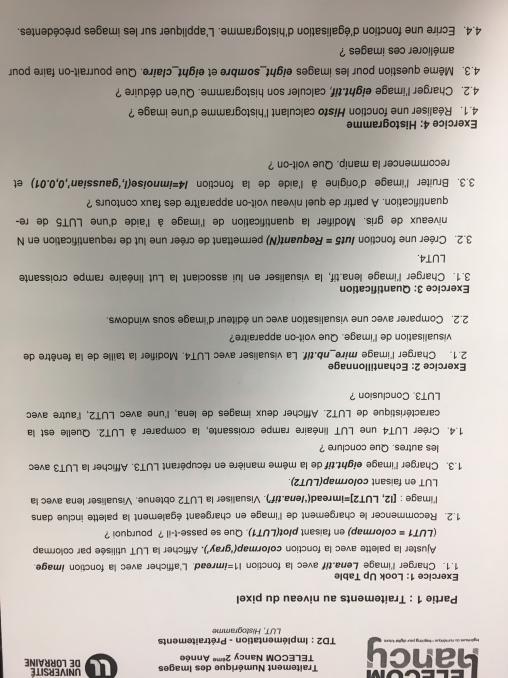 TELECOM
nancy
Traitement Numérique des Images
TELECOM Nancy 2ème Année
TD2 : Implémentation - Prétraitements
LUT, Histogramme
UNIVERSITÉ
DE LORRAINE
Partie 1 : Traitements au niveau du pixel
Exercice 1: Look Up Table
1.1. Charger l'image Lena.tif avec la fonction I1=imread. L'afficher avec la fonction image.
Ajuster la palette avec la fonction colormap('gray'). Afficher la LUT utilisée par colormap
(LUT1 = colormap) en faisant plot(LUT1). Que se passe-t-il ? pourquoi ?
1.2. Recommencer le chargement de l'image en chargeant également la palette inclue dans
l'image : [I2, LUT2]=imread('lena.tif'). Visualiser la LUT2 obtenue. Visualiser lena avec la
LUT en faisant colormap(LUT2).
1.3. Charger l'image eight.tif de la même manière en récupérant LUT3. Afficher la LUT3 avec
les autres. Que conclure ?
1.4. Créer LUT4 une LUT linéaire rampe croissante, la comparer à LUT2. Quelle est la
caractéristique de LUT2. Afficher deux images de lena, l'une avec LUT2, l'autre avec
LUT3. Conclusion ?
Exercice 2: Echantillonnage
2.1. Charger l'image mire_nb.tif. La visualiser avec LUT4. Modifier la taille de la fenêtre de
visualisation de l'image. Que voit-on apparaitre?
2.2. Comparer avec une visualisation avec un éditeur d'image sous windows.
Exercice 3: Quantification
3.1. Charger l'image lena.tif, la visualiser en lui associant la Lut linéaire rampe croissante
LUT4.
3.2. Créer une fonction lut5 = Requant(N) permettant de créer une lut de requantification en N
niveaux de gris. Modifier la quantification de l'image à l'aide d'une LUT5 de re-
quantification. A partir de quel niveau voit-on apparaître des faux contours ?
3.3. Bruiter l'image d'origine à l'aide de la fonction I4=imnoise(I,'gaussian',0,0.01) et
recommencer la manip. Que voit-on ?
Exercice 4: Histogramme
4.1. Réaliser une fonction Histo calculant l'histogramme d'une image ?
4.2. Charger l'image eight.tif, calculer son histogramme. Qu'en déduire ?
4.3. Même question pour les images eight_sombre et eight_claire. Que pourrait-on faire pour
améliorer ces images ?
4.4. Ecrire une fonction d'égalisation d'histogramme. L'appliquer sur les images précédentes.